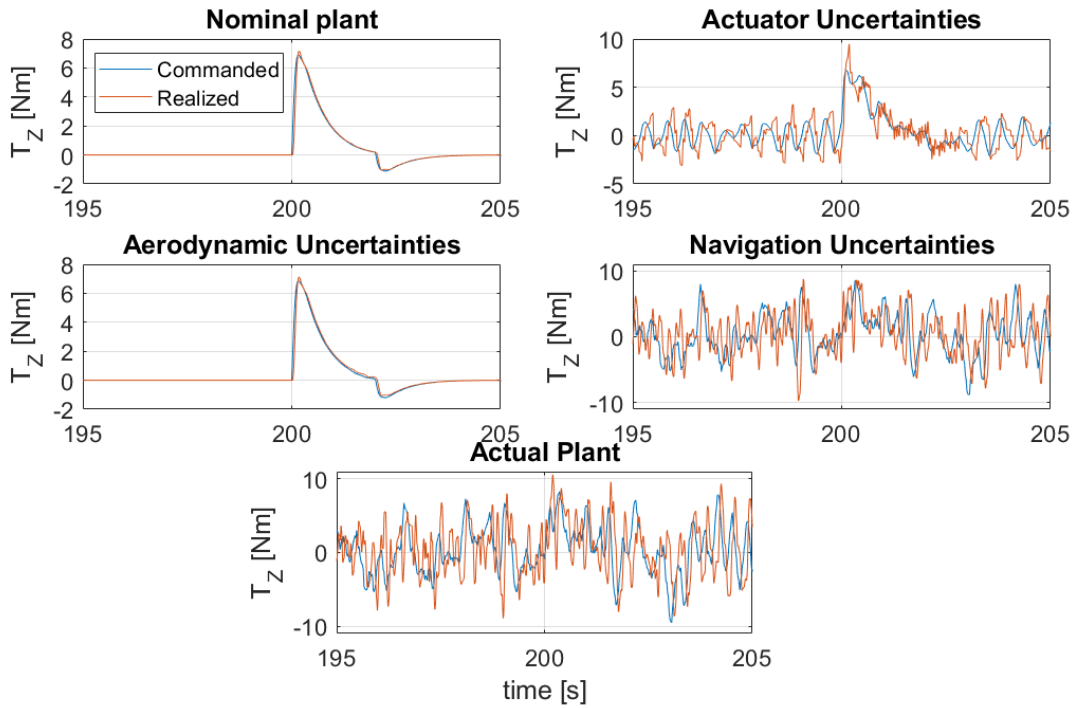 Nominal plant
8
6
4
2
0
-2
T_Z [Nm]
Commanded
Realized
195
200
205
Actuator Uncertainties
10
5
0
-5
T_Z [Nm]
195
200
205
Aerodynamic Uncertainties
8
6
4
2
0
-2
T_Z [Nm]
195
200
205
Navigation Uncertainties
10
0
-10
T_Z [Nm]
195
200
205
Actual Plant
10
0
-10
T_Z [Nm]
195
200
205
time [s]